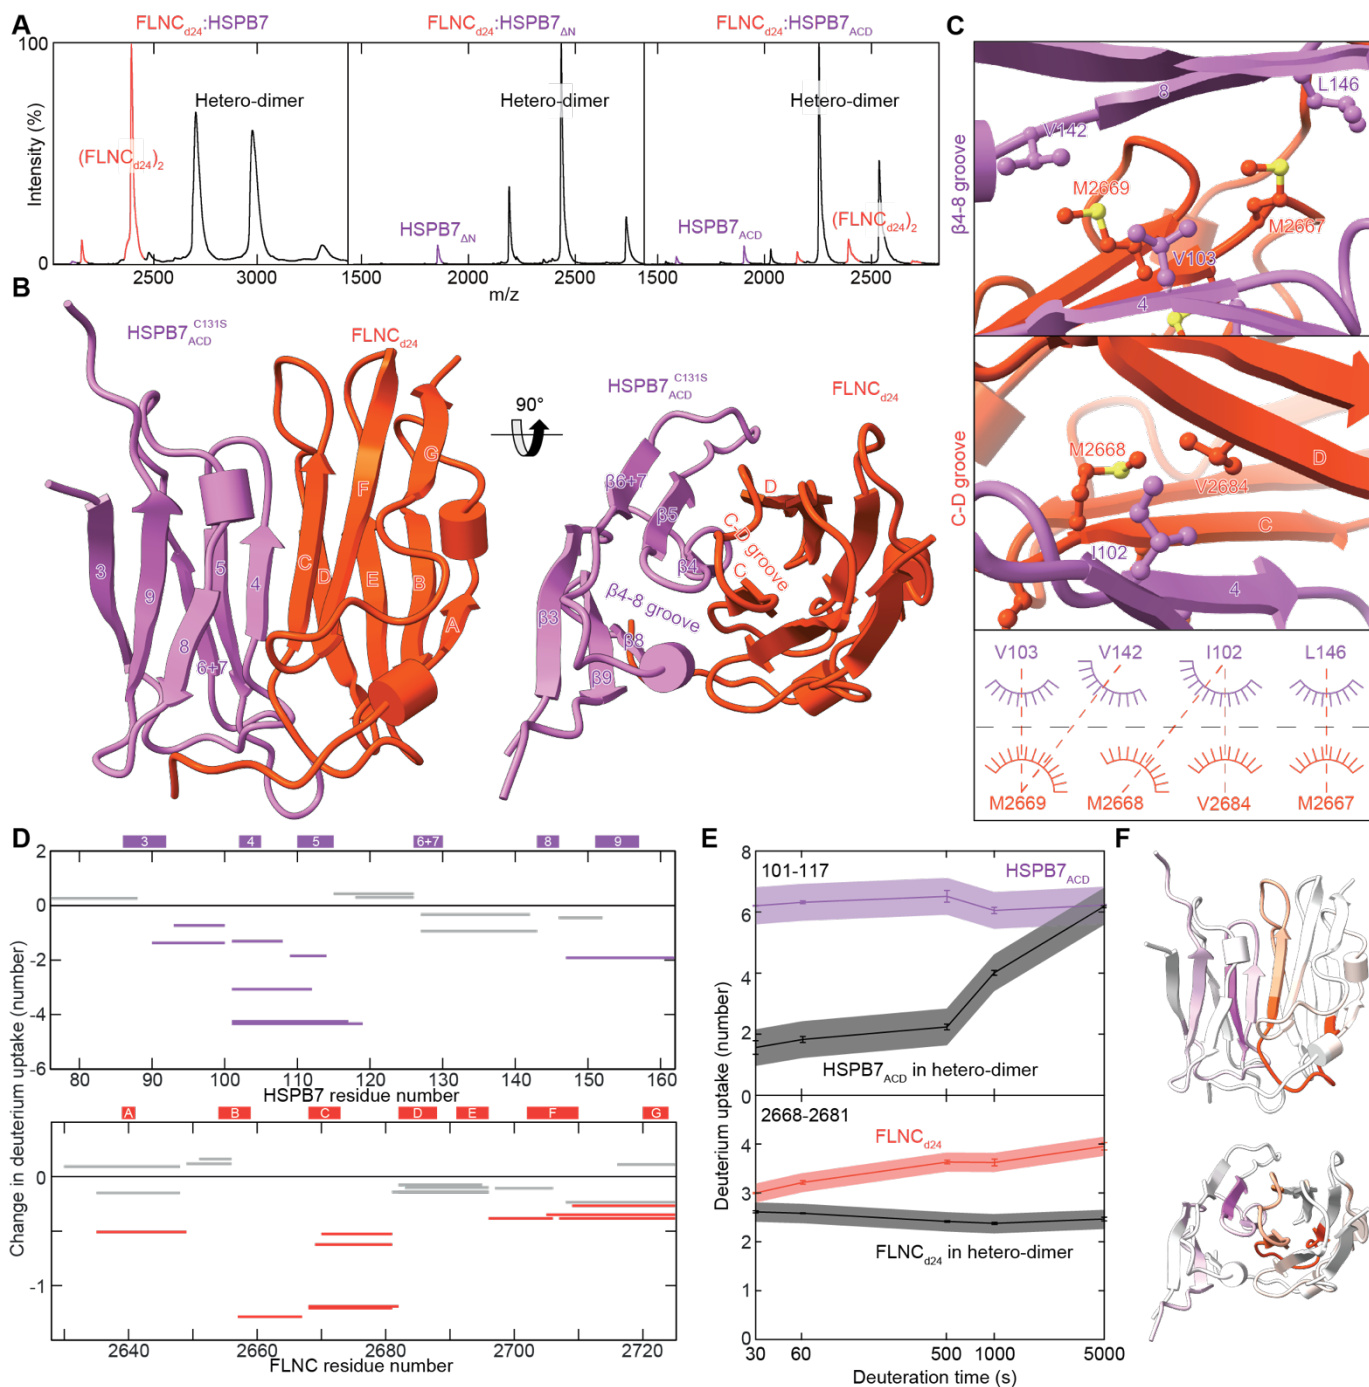 A
FLNCd24:HSPB7
FLNCd24:HSPB7ΔN
FLNCd24:HSPB7ACD
100
Intensity (%)
0
(FLNCd24)2
Hetero-dimer
HSPB7ΔN
Hetero-dimer
HSPB7ACD
Hetero-dimer
(FLNCd24)2
2500 3000 2000 2500 1500 2000 2500
1500
m/z
B
HSPB7ACD C131S
FLNCd24
3 9 8 5 6+7 4 C D F E B G A
90°
HSPB7ACD C131S
FLNCd24
β6+7 β5 β4 β3 β8 β9
β4-8 groove
C-D groove
D
C
C
β4-8 groove
8
L146
V142
M2669
M2667
V103
4
C-D groove
M2668
D
V2684
C
I102
4
V103 V142 I102 L146
M2669 M2668 V2684 M2667
D
3 4 5 6+7 8 9
2
0
-2
-4
-6
80 90 100 110 120 130 140 150 160
HSPB7 residue number
Change in deuterium uptake (number)
A B C D E F G
0
-1
2640 2660 2680 2700 2720
FLNC residue number
E
8
6
4
2
0
101-117
HSPB7ACD
HSPB7ACD in hetero-dimer
Deuterium uptake (number)
4
3
2
1
0
2668-2681
FLNCd24
FLNCd24 in hetero-dimer
30 60 500 1000 5000
Deuteration time (s)
F